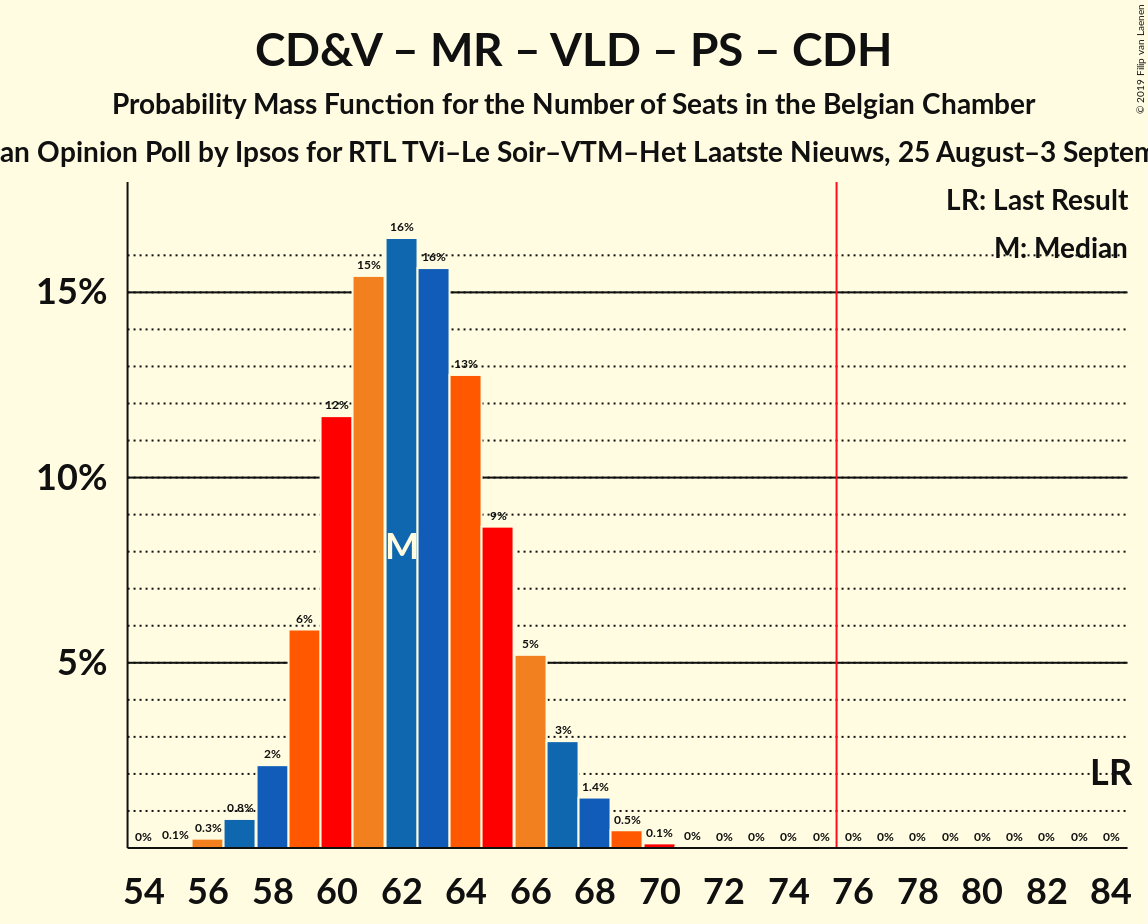 CD&V – MR – VLD – PS – CDH
Probability Mass Function for the Number of Seats in the Belgian Chamber
an Opinion Poll by Ipsos for RTL TVi–Le Soir–VTM–Het Laatste Nieuws, 25 August–3 Septem
© 2019 Filip van Laenen
LR: Last Result
M: Median
15%
10%
5%
0% 0.1% 0.3% 0.8% 2% 6% 12% 15% 16% 16% 13% 9% 5% 3% 1.4% 0.5% 0.1% 0% 0% 0% 0% 0% 0% 0% 0% 0% 0% 0% 0% 0% 0%
M
LR
54 56 58 60 62 64 66 68 70 72 74 76 78 80 82 84